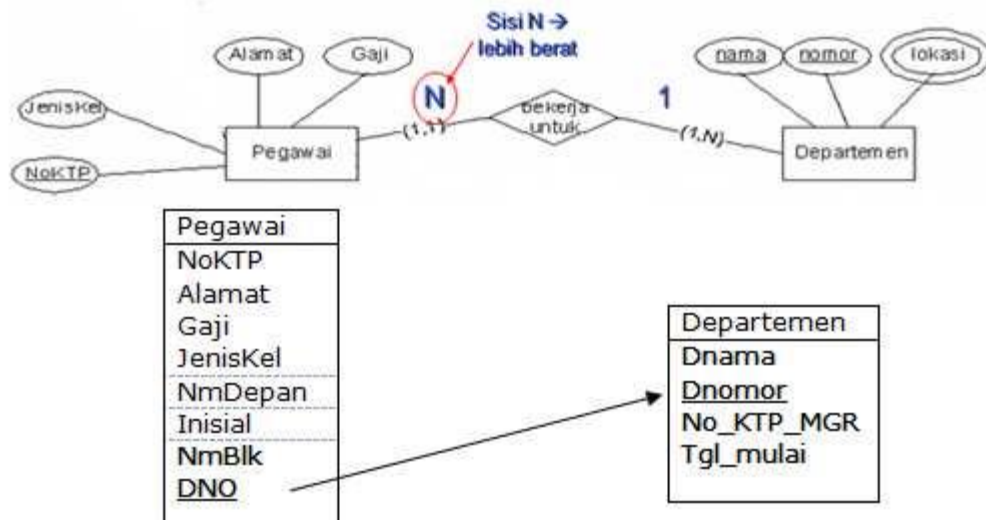 Sisi N →
lebih berat
Alamat
Gaji
nama
nomor
lokasi
JenisKel
N
1
bekerja
untuk
(1,1)
(1,N)
Pegawai
Departemen
NoKTP
Pegawai
NoKTP
Alamat
Gaji
JenisKel
NmDepan
Inisial
NmBlk
DNO
Departemen
Dnama
Dnomor
No_KTP_MGR
Tgl_mulai